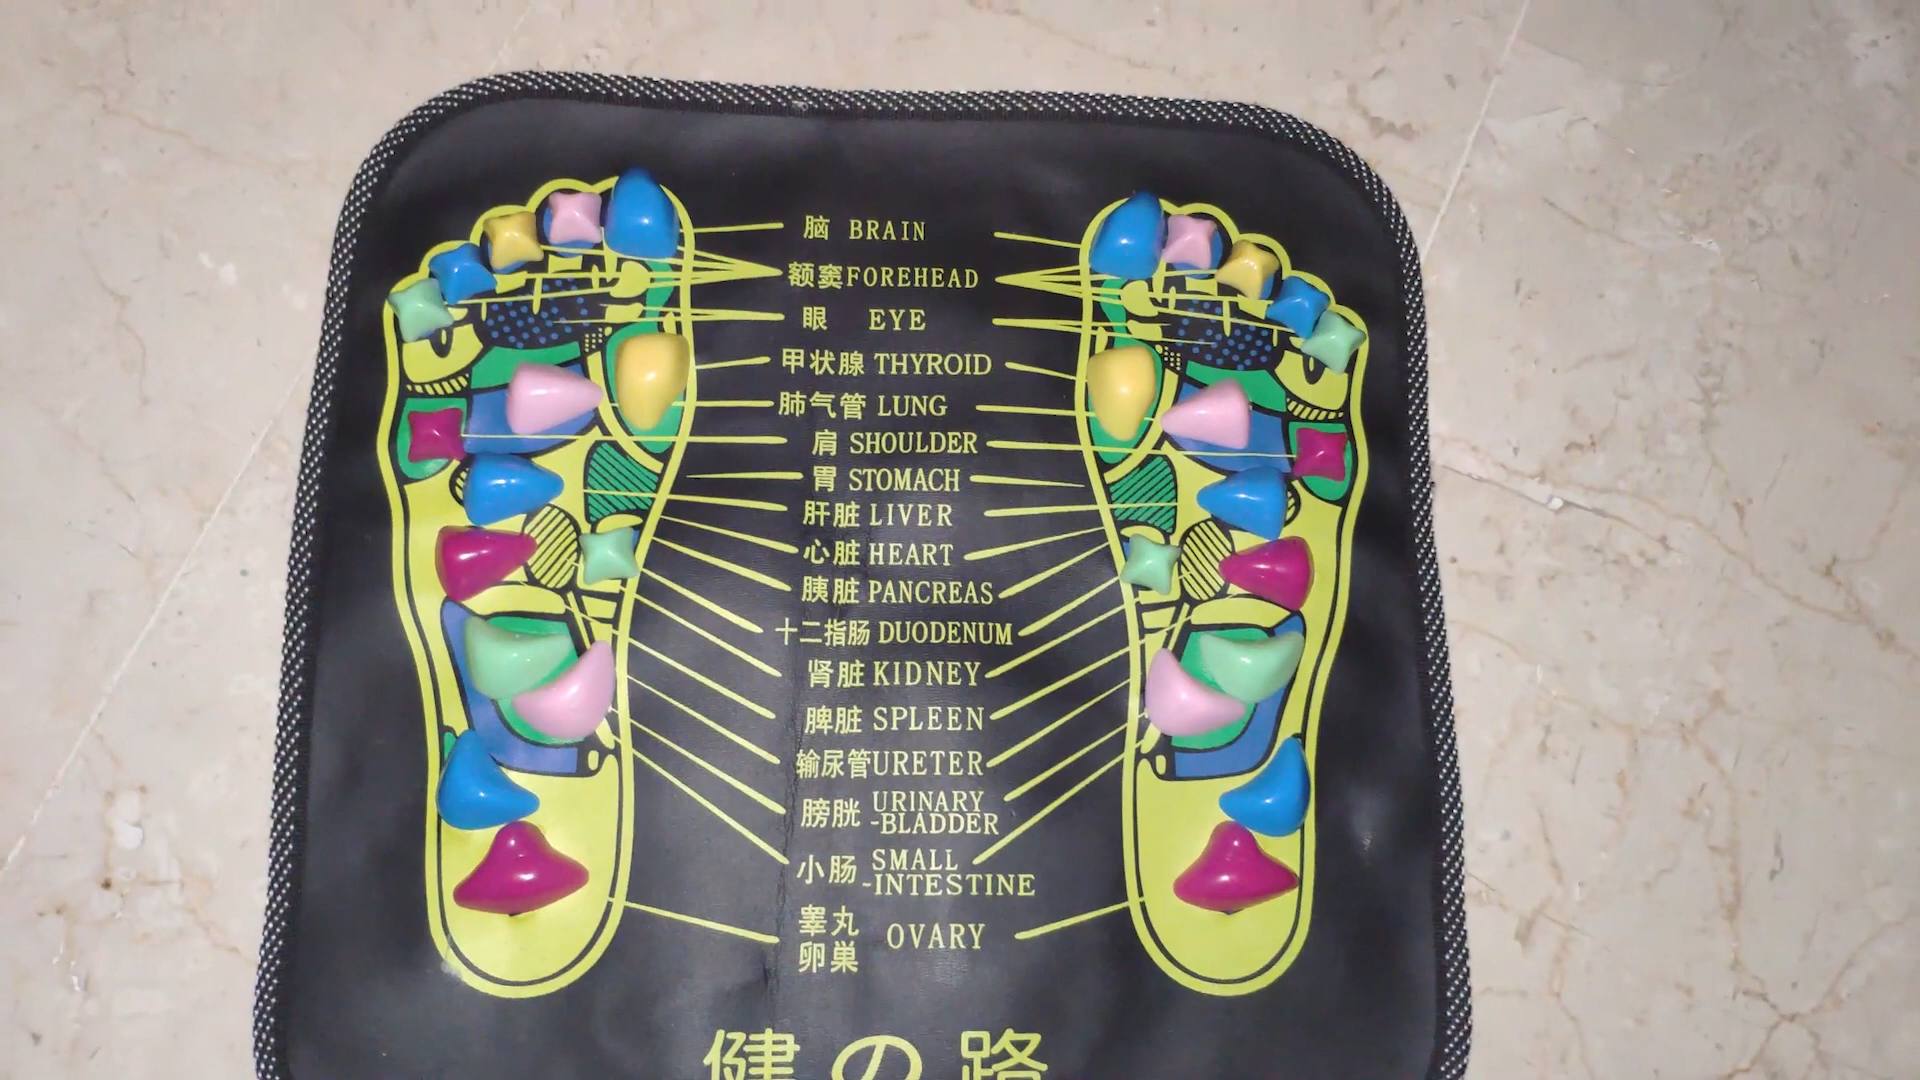 脑 BRAIN
额窦 FOREHEAD
眼 EYE
甲状腺 THYROID
肺气管 LUNG
肩 SHOULDER
胃 STOMACH
肝脏 LIVER
心脏 HEART
胰脏 PANCREAS
十二指肠 DUODENUM
肾脏 KIDNEY
脾脏 SPLEEN
输尿管 URETER
膀胱 URINARY
-BLADDER
小肠 SMALL
-INTESTINE
睾丸
卵巢 OVARY
健の路